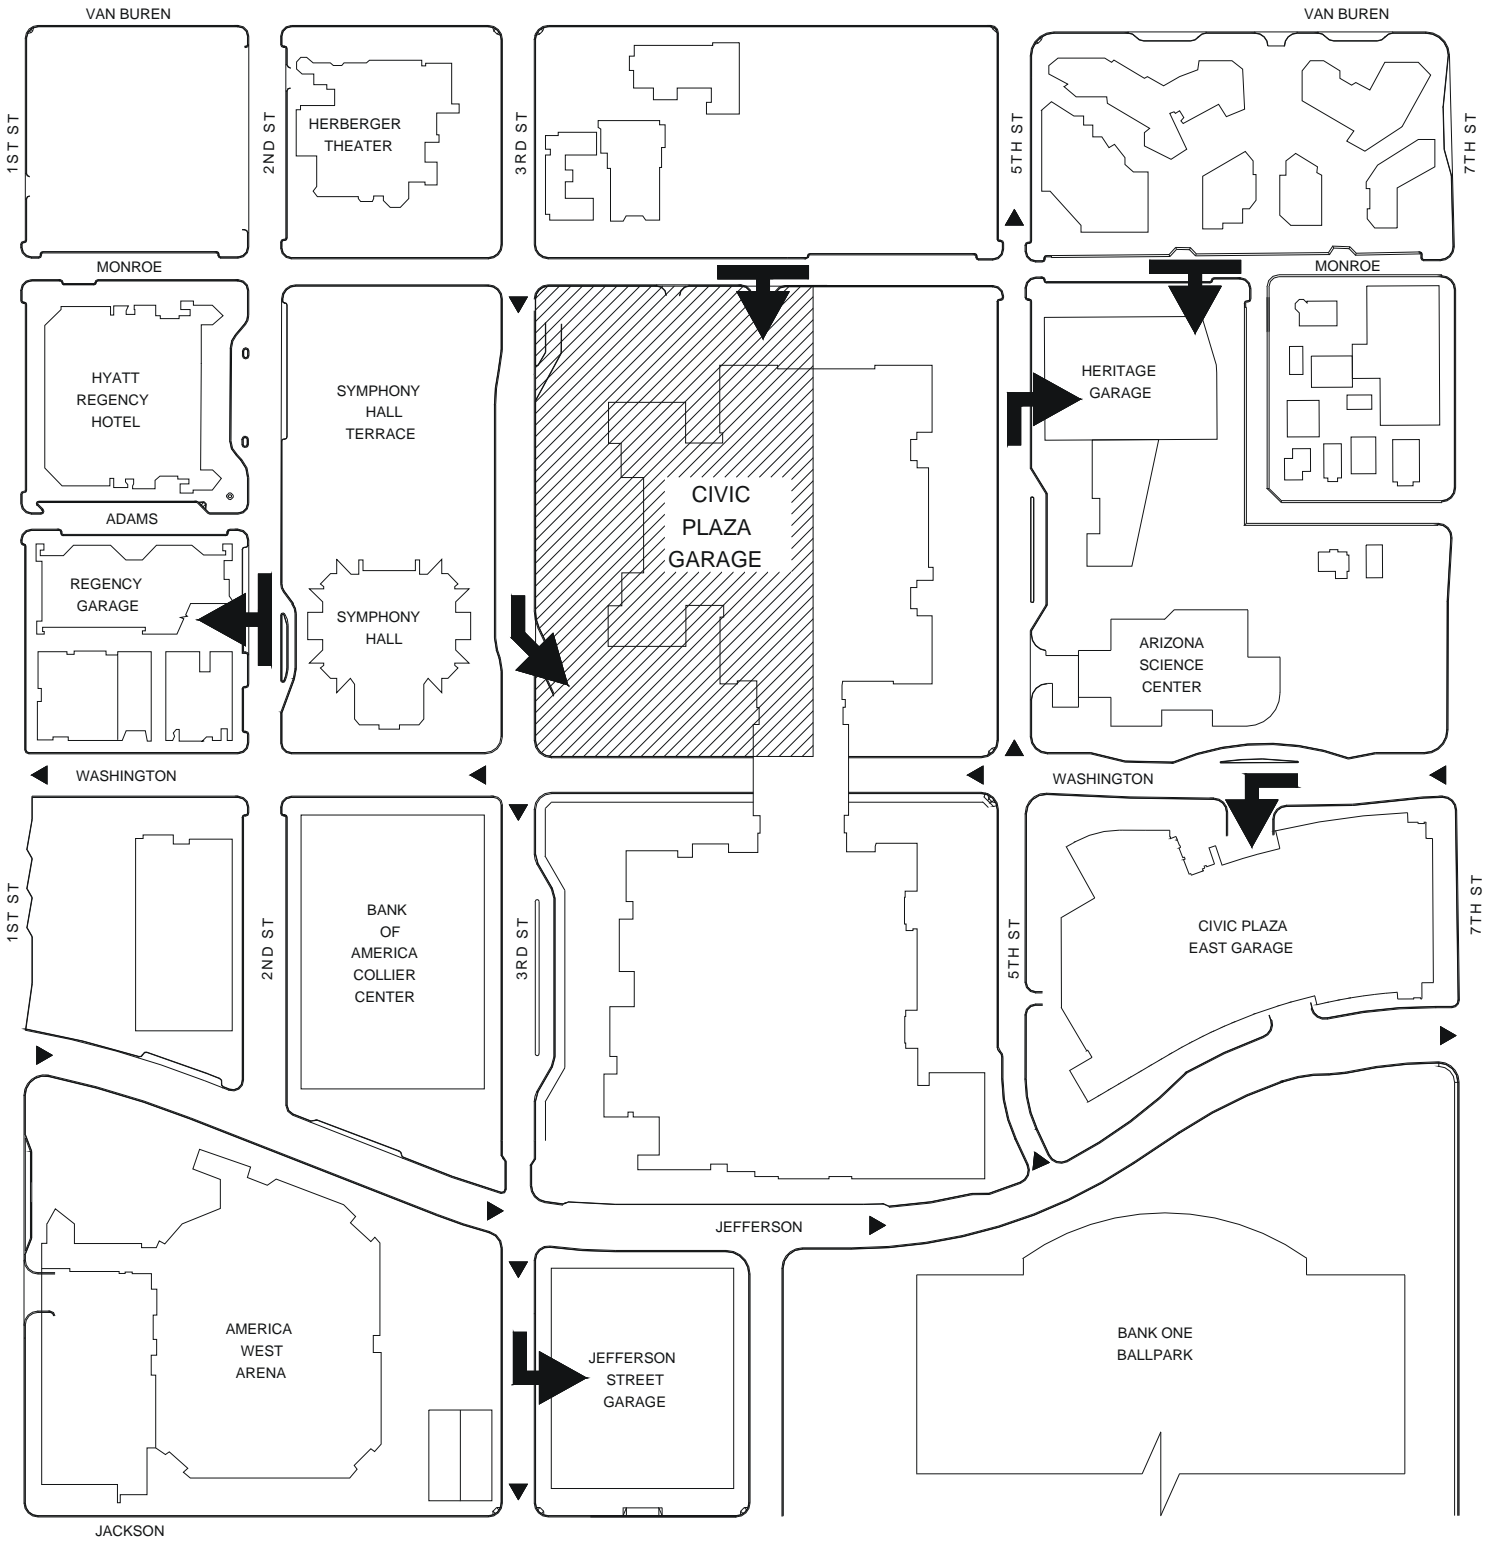 VAN BUREN
VAN BUREN
1ST ST
2ND ST
HERBERGER
THEATER
3RD ST
5TH ST
7TH ST
MONROE
MONROE
HYATT
REGENCY
HOTEL
SYMPHONY
HALL
TERRACE
HERITAGE
GARAGE
CIVIC
PLAZA
GARAGE
ADAMS
REGENCY
GARAGE
SYMPHONY
HALL
ARIZONA
SCIENCE
CENTER
WASHINGTON
WASHINGTON
1ST ST
2ND ST
BANK
OF
AMERICA
COLLIER
CENTER
3RD ST
5TH ST
CIVIC PLAZA
EAST GARAGE
7TH ST
JEFFERSON
AMERICA
WEST
ARENA
JEFFERSON
STREET
GARAGE
BANK ONE
BALLPARK
JACKSON